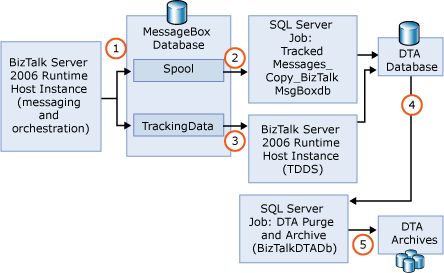 BizTalk Server
2006 Runtime
Host Instance
(messaging
and
orchestration)
1
MessageBox
Database
Spool
TrackingData
2
3
SQL Server
Job:
Tracked
Messages_
Copy_BizTalk
MsgBoxdb
BizTalk Server
2006 Runtime
Host Instance
(TDDS)
DTA
Database
4
SQL Server
Job: DTA Purge
and Archive
(BizTalkDTADb)
5
DTA
Archives